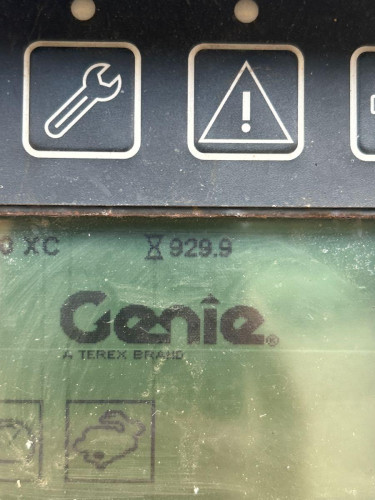 XC 929.9
Genie®
A TEREX BRAND